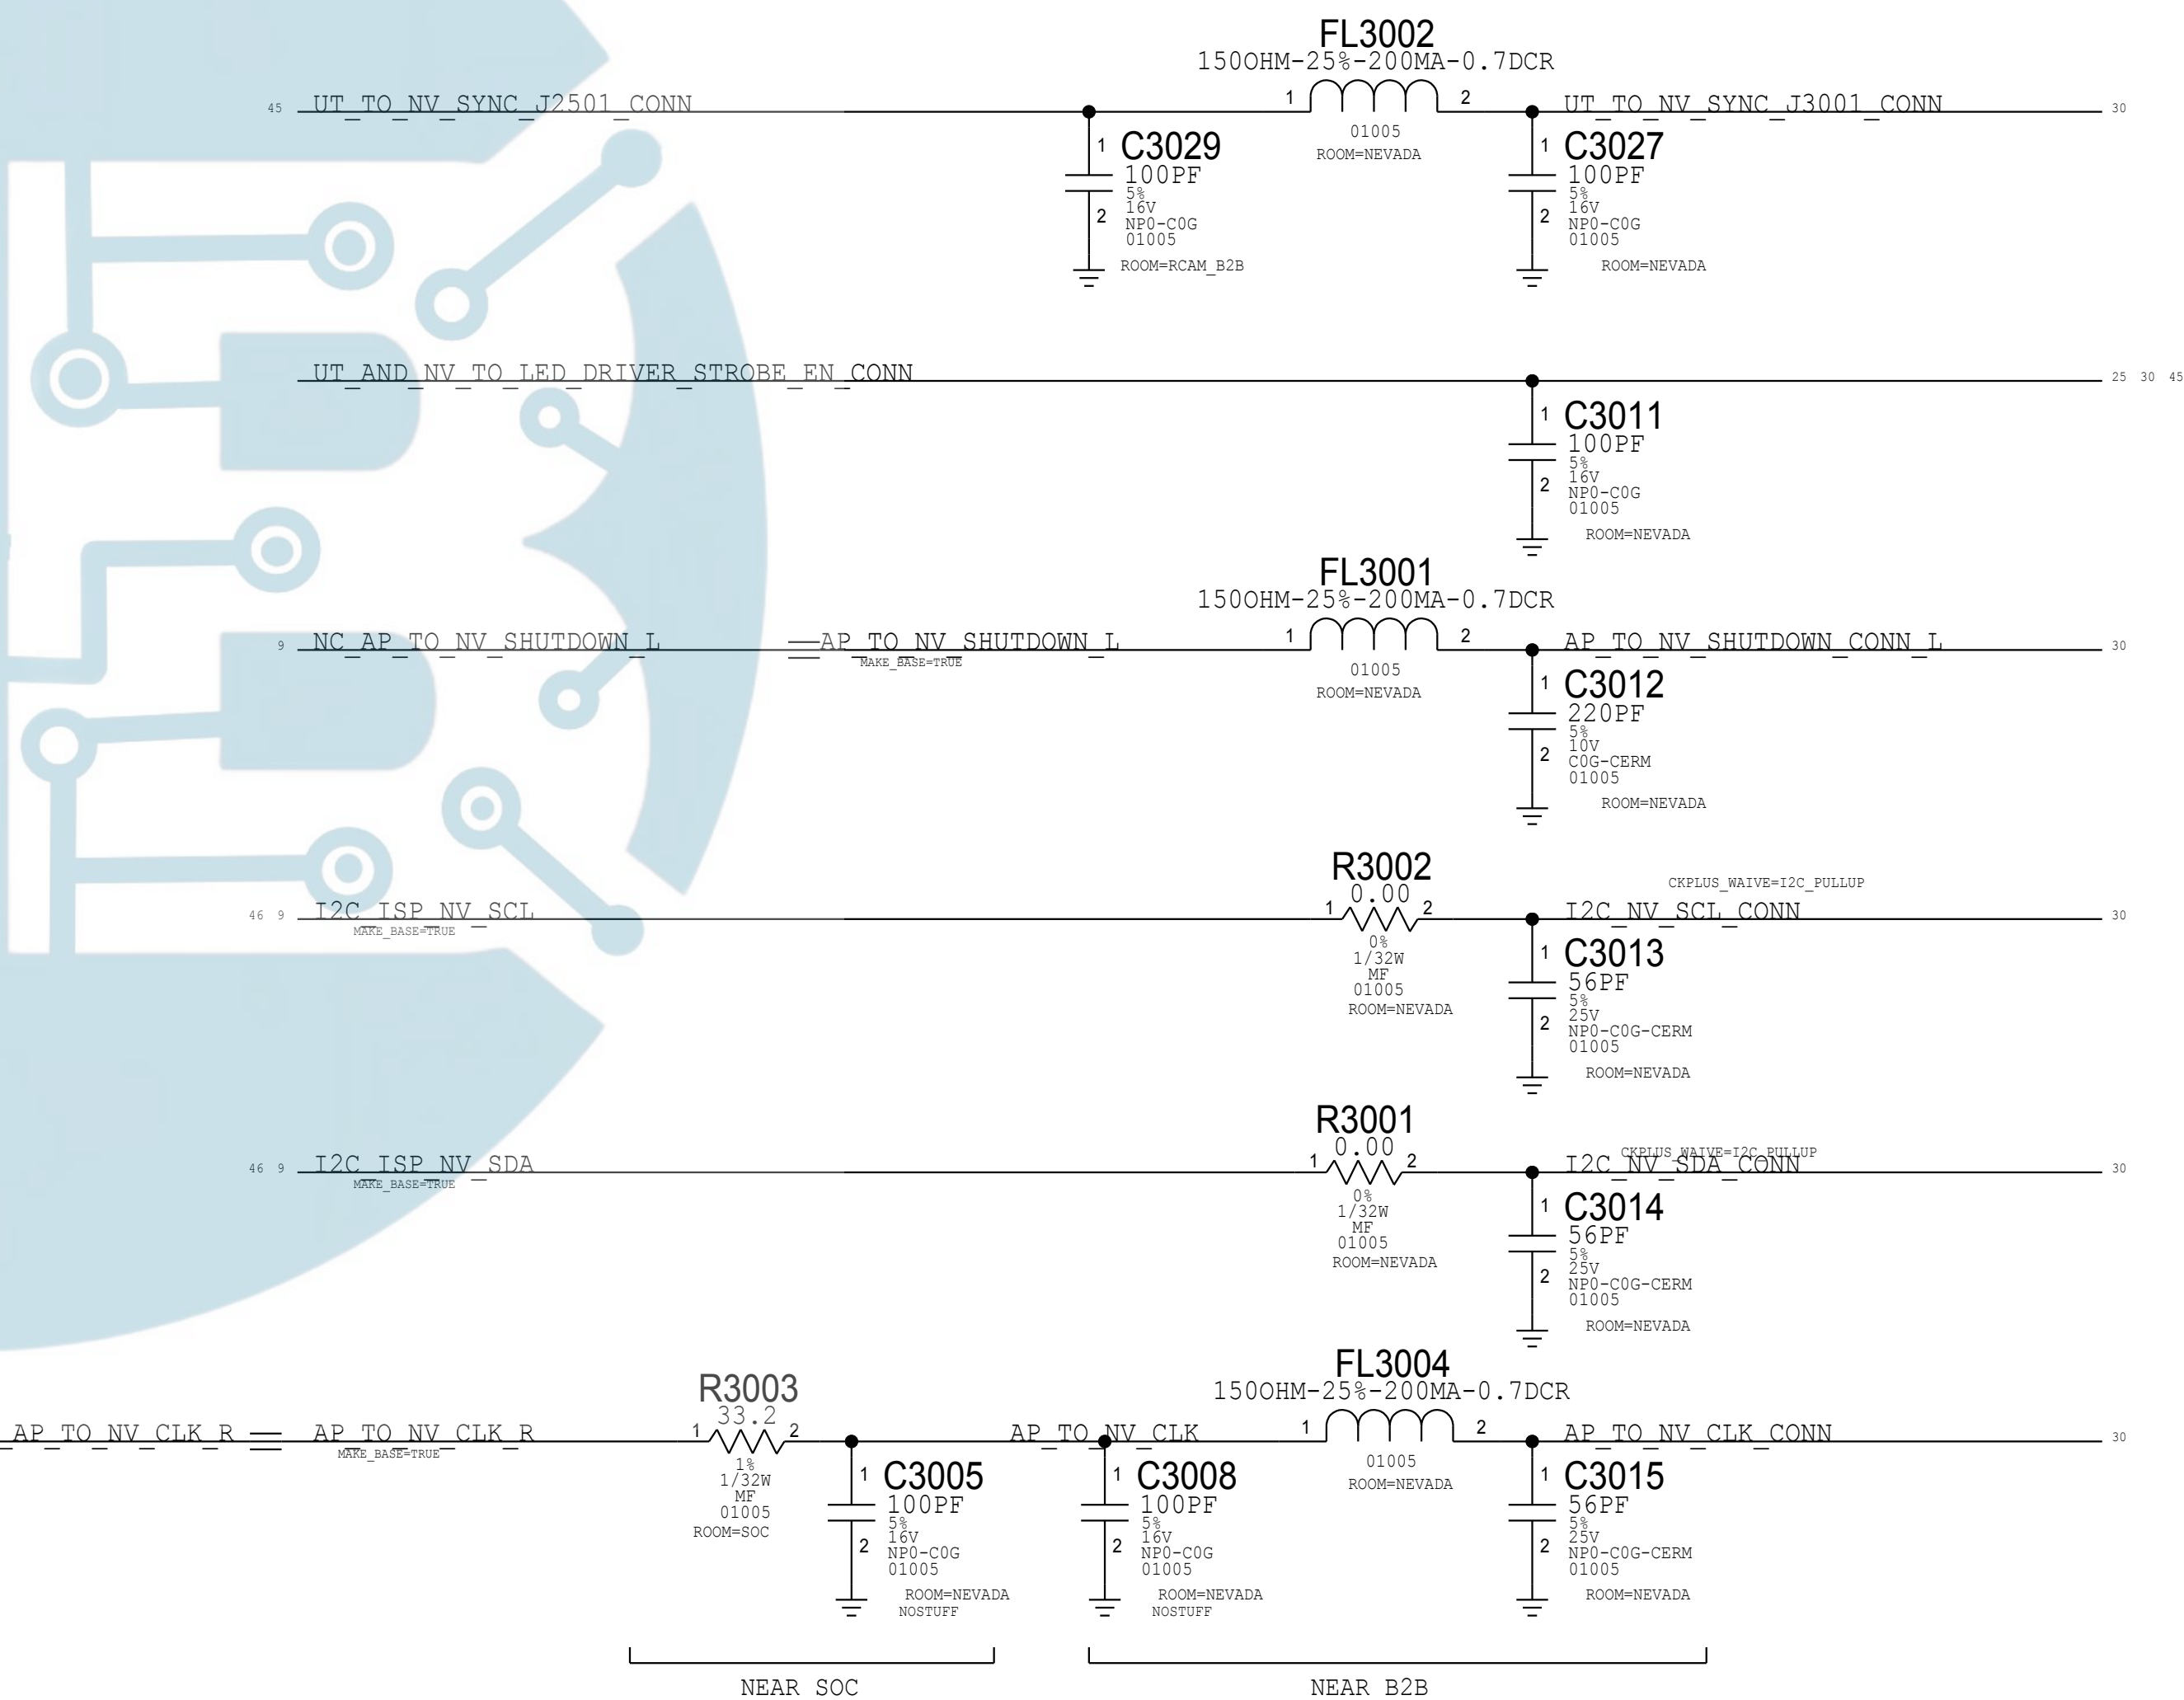 FL3002
150OHM-25%-200MA-0.7DCR
45 UT_TO_NV_SYNC_J2501_CONN 1 2 UT_TO_NV_SYNC_J3001_CONN 30
01005
ROOM=NEVADA
1 C3029
100PF
5%
16V
2 NP0-C0G
01005
ROOM=RCAM_B2B
1 C3027
100PF
5%
16V
2 NP0-C0G
01005
ROOM=NEVADA
UT_AND_NV_TO_LED_DRIVER_STROBE_EN_CONN 25 30 45
1 C3011
100PF
5%
16V
2 NP0-C0G
01005
ROOM=NEVADA
FL3001
150OHM-25%-200MA-0.7DCR
9 NC_AP_TO_NV_SHUTDOWN_L AP_TO_NV_SHUTDOWN_L 1 2 AP_TO_NV_SHUTDOWN_CONN_L 30
MAKE_BASE=TRUE
01005
ROOM=NEVADA
1 C3012
220PF
5%
10V
2 C0G-CERM
01005
ROOM=NEVADA
R3002
0.00
CKPLUS_WAIVE=I2C_PULLUP
46 9 I2C_ISP_NV_SCL 1 2 I2C_NV_SCL_CONN 30
MAKE_BASE=TRUE
0%
1/32W
MF
01005
ROOM=NEVADA
1 C3013
56PF
5%
25V
2 NP0-C0G-CERM
01005
ROOM=NEVADA
R3001
0.00
CKPLUS_WAIVE=I2C_PULLUP
46 9 I2C_ISP_NV_SDA 1 2 I2C_NV_SDA_CONN 30
MAKE_BASE=TRUE
0%
1/32W
MF
01005
ROOM=NEVADA
1 C3014
56PF
5%
25V
2 NP0-C0G-CERM
01005
ROOM=NEVADA
FL3004
150OHM-25%-200MA-0.7DCR
R3003
33.2
_AP_TO_NV_CLK_R AP_TO_NV_CLK_R 1 2 AP_TO_NV_CLK 1 2 AP_TO_NV_CLK_CONN 30
MAKE_BASE=TRUE
1%
1/32W
MF
01005
ROOM=SOC
1 C3005
100PF
5%
16V
2 NP0-C0G
01005
ROOM=NEVADA
NOSTUFF
1 C3008
100PF
5%
16V
2 NP0-C0G
01005
ROOM=NEVADA
NOSTUFF
01005
ROOM=NEVADA
1 C3015
56PF
5%
25V
2 NP0-C0G-CERM
01005
ROOM=NEVADA
NEAR SOC NEAR B2B